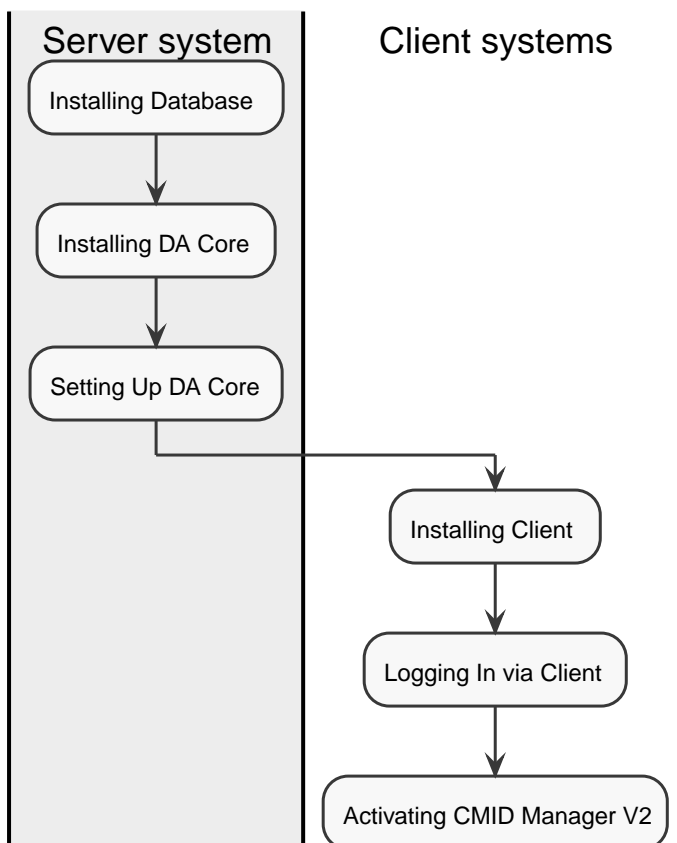 Server system
Client systems
Installing Database
Installing DA Core
Setting Up DA Core
Installing Client
Logging In via Client
Activating CMID Manager V2